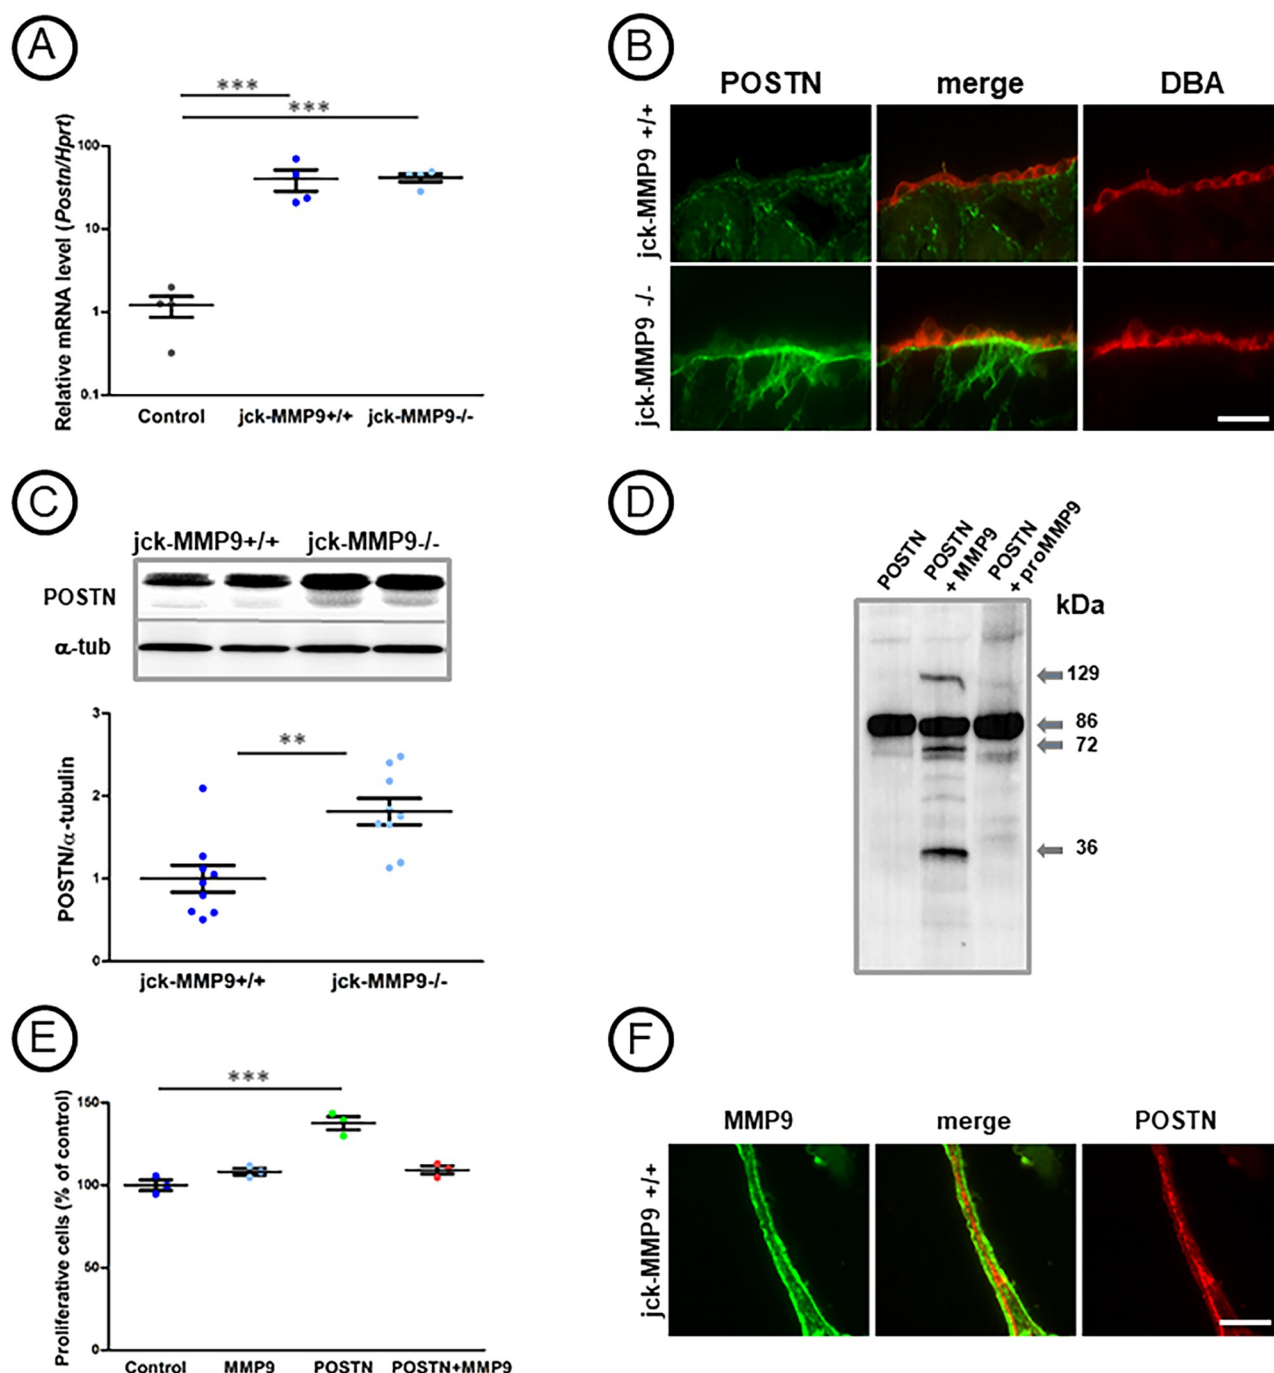 A
***
***
Relative mRNA level (Postn/Hprt)
100
10
1
0.1
Control jck-MMP9+/+ jck-MMP9-/-
B
POSTN merge DBA
jck-MMP9 +/+
jck-MMP9 -/-
C
jck-MMP9+/+ jck-MMP9-/-
POSTN
α-tub
POSTN/α-tubulin
3
2
1
0
**
jck-MMP9+/+ jck-MMP9-/-
D
POSTN
POSTN
+ MMP9
POSTN
+ proMMP9
kDa
129
86
72
36
E
***
Proliferative cells (% of control)
150
100
50
0
Control MMP9 POSTN POSTN+MMP9
F
MMP9 merge POSTN
jck-MMP9 +/+